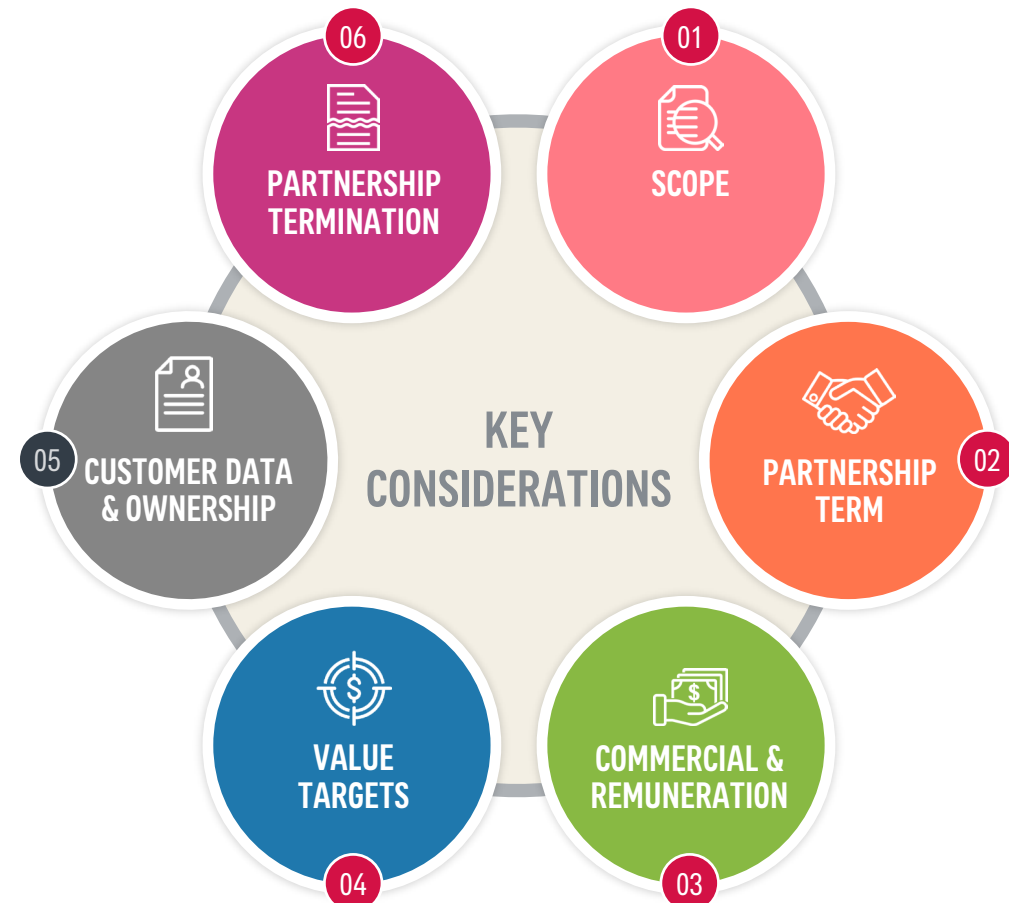 KEY
CONSIDERATIONS
01
SCOPE
02
PARTNERSHIP
TERM
03
COMMERCIAL &
REMUNERATION
$
04
VALUE
TARGETS
$
05
CUSTOMER DATA
& OWNERSHIP
06
PARTNERSHIP
TERMINATION